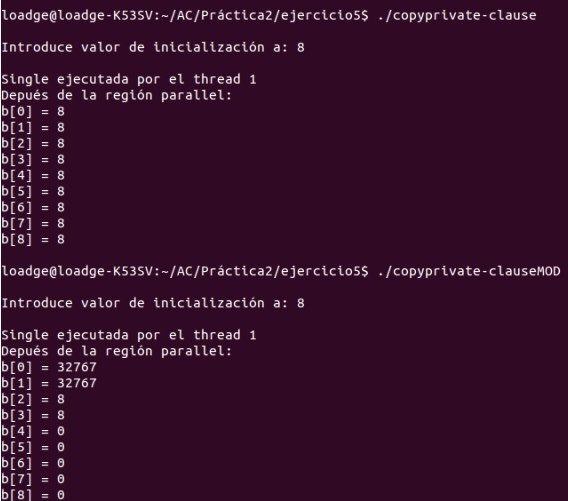 loadge@loadge-K53SV:~/AC/Práctica2/ejercicio5$ ./copyprivate-clause
Introduce valor de inicialización a: 8
Single ejecutada por el thread 1
Depués de la región parallel:
b[0] = 8
b[1] = 8
b[2] = 8
b[3] = 8
b[4] = 8
b[5] = 8
b[6] = 8
b[7] = 8
b[8] = 8
loadge@loadge-K53SV:~/AC/Práctica2/ejercicio5$ ./copyprivate-clauseMOD
Introduce valor de inicialización a: 8
Single ejecutada por el thread 1
Depués de la región parallel:
b[0] = 32767
b[1] = 32767
b[2] = 8
b[3] = 8
b[4] = 0
b[5] = 0
b[6] = 0
b[7] = 0
b[8] = 0